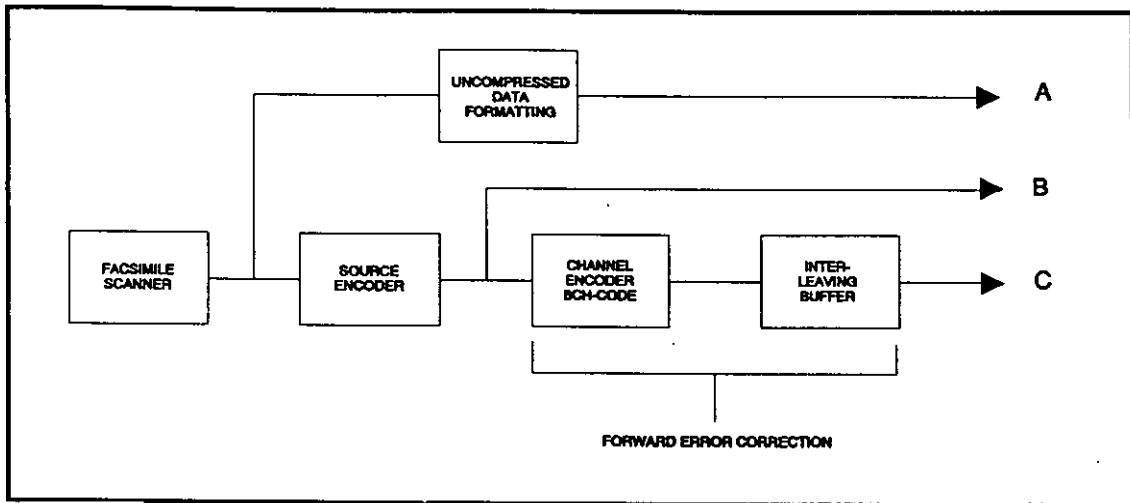 UNCOMPRESSED
DATA
FORMATTING
A
B
FACSIMILE
SCANNER
SOURCE
ENCODER
CHANNEL
ENCODER
BCH-CODE
INTER-
LEAVING
BUFFER
C
FORWARD ERROR CORRECTION